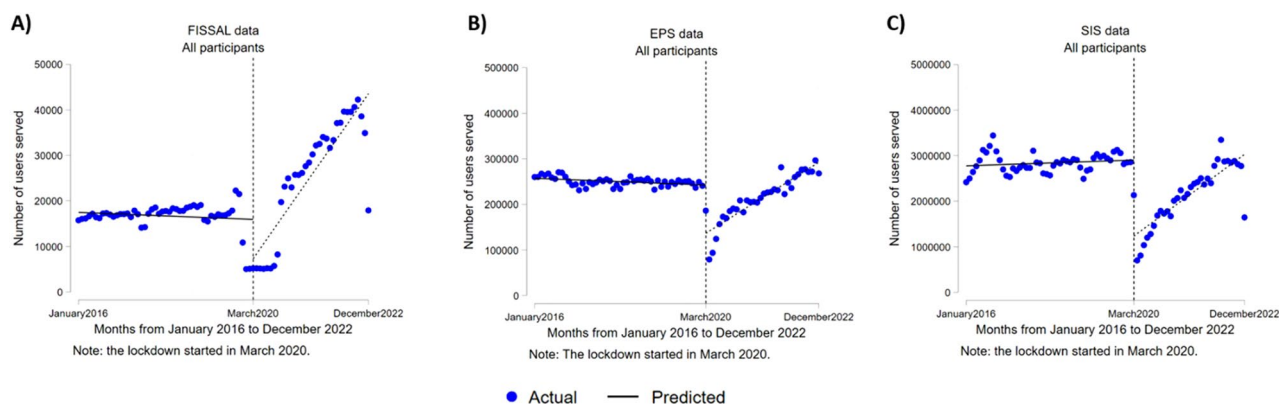 A)
FISSAL data
All participants
Number of users served
50000
40000
30000
20000
10000
0
January2016
March2020
December2022
Months from January 2016 to December 2022
Note: the lockdown started in March 2020.
B)
EPS data
All participants
Number of users served
500000
400000
300000
200000
100000
0
January2016
March2020
December2022
Months from January 2016 to December 2022
Note: The lockdown started in March 2020.
C)
SIS data
All participants
Number of users served
5000000
4000000
3000000
2000000
1000000
0
January2016
March2020
December2022
Months from January 2016 to December 2022
Note: the lockdown started in March 2020.
Actual
Predicted